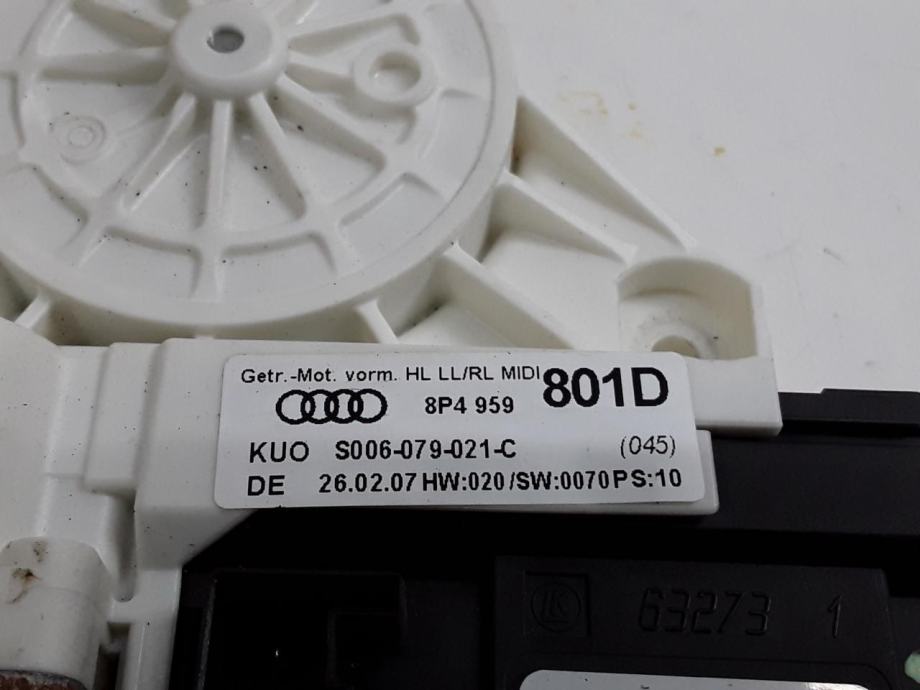 Getr.-Mot. vorm. HL LL/RL MIDI
8P4 959 801D
KUO S006-079-021-C (045)
DE 26.02.07 HW:020/SW:0070 PS:10
63273 1